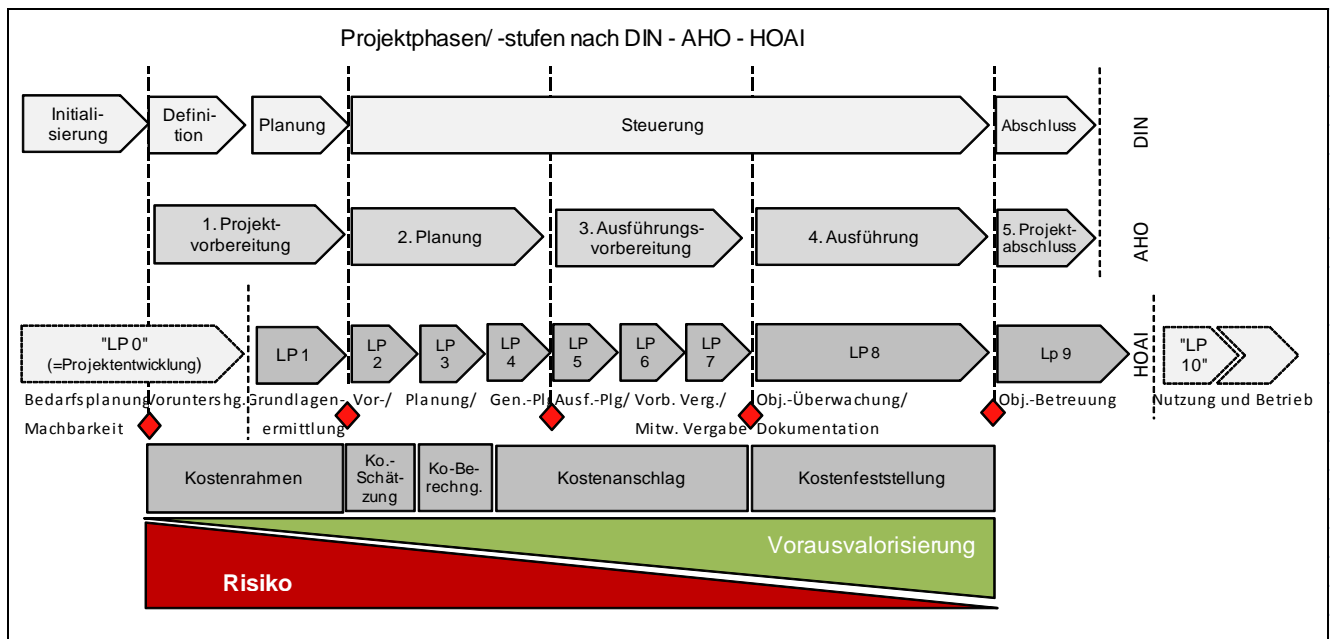 Projektphasen/ -stufen nach DIN - AHO - HOAI
Initiali-
sierung
Defini-
tion
Planung
Steuerung
Abschluss
DIN
1. Projekt-
vorbereitung
2. Planung
3. Ausführungs-
vorbereitung
4. Ausführung
5. Projekt-
abschluss
AHO
"LP 0"
(=Projektentwicklung)
LP 1
LP
2
LP
3
LP
4
LP
5
LP
6
LP
7
LP 8
Lp 9
HOAI
"LP
10"
Bedarfsplanung Voruntershg. Grundlagen- Vor-/ Planung/ Gen.-Plg Ausf.-Plg/ Vorb. Verg./ Obj.-Überwachung/ Obj.-Betreuung Nutzung und Betrieb
Machbarkeit ermittlung Mitw. Vergabe Dokumentation
Kostenrahmen
Ko.-
Schät-
zung
Ko-Be-
rechng.
Kostenanschlag
Kostenfeststellung
Vorausvalorisierung
Risiko